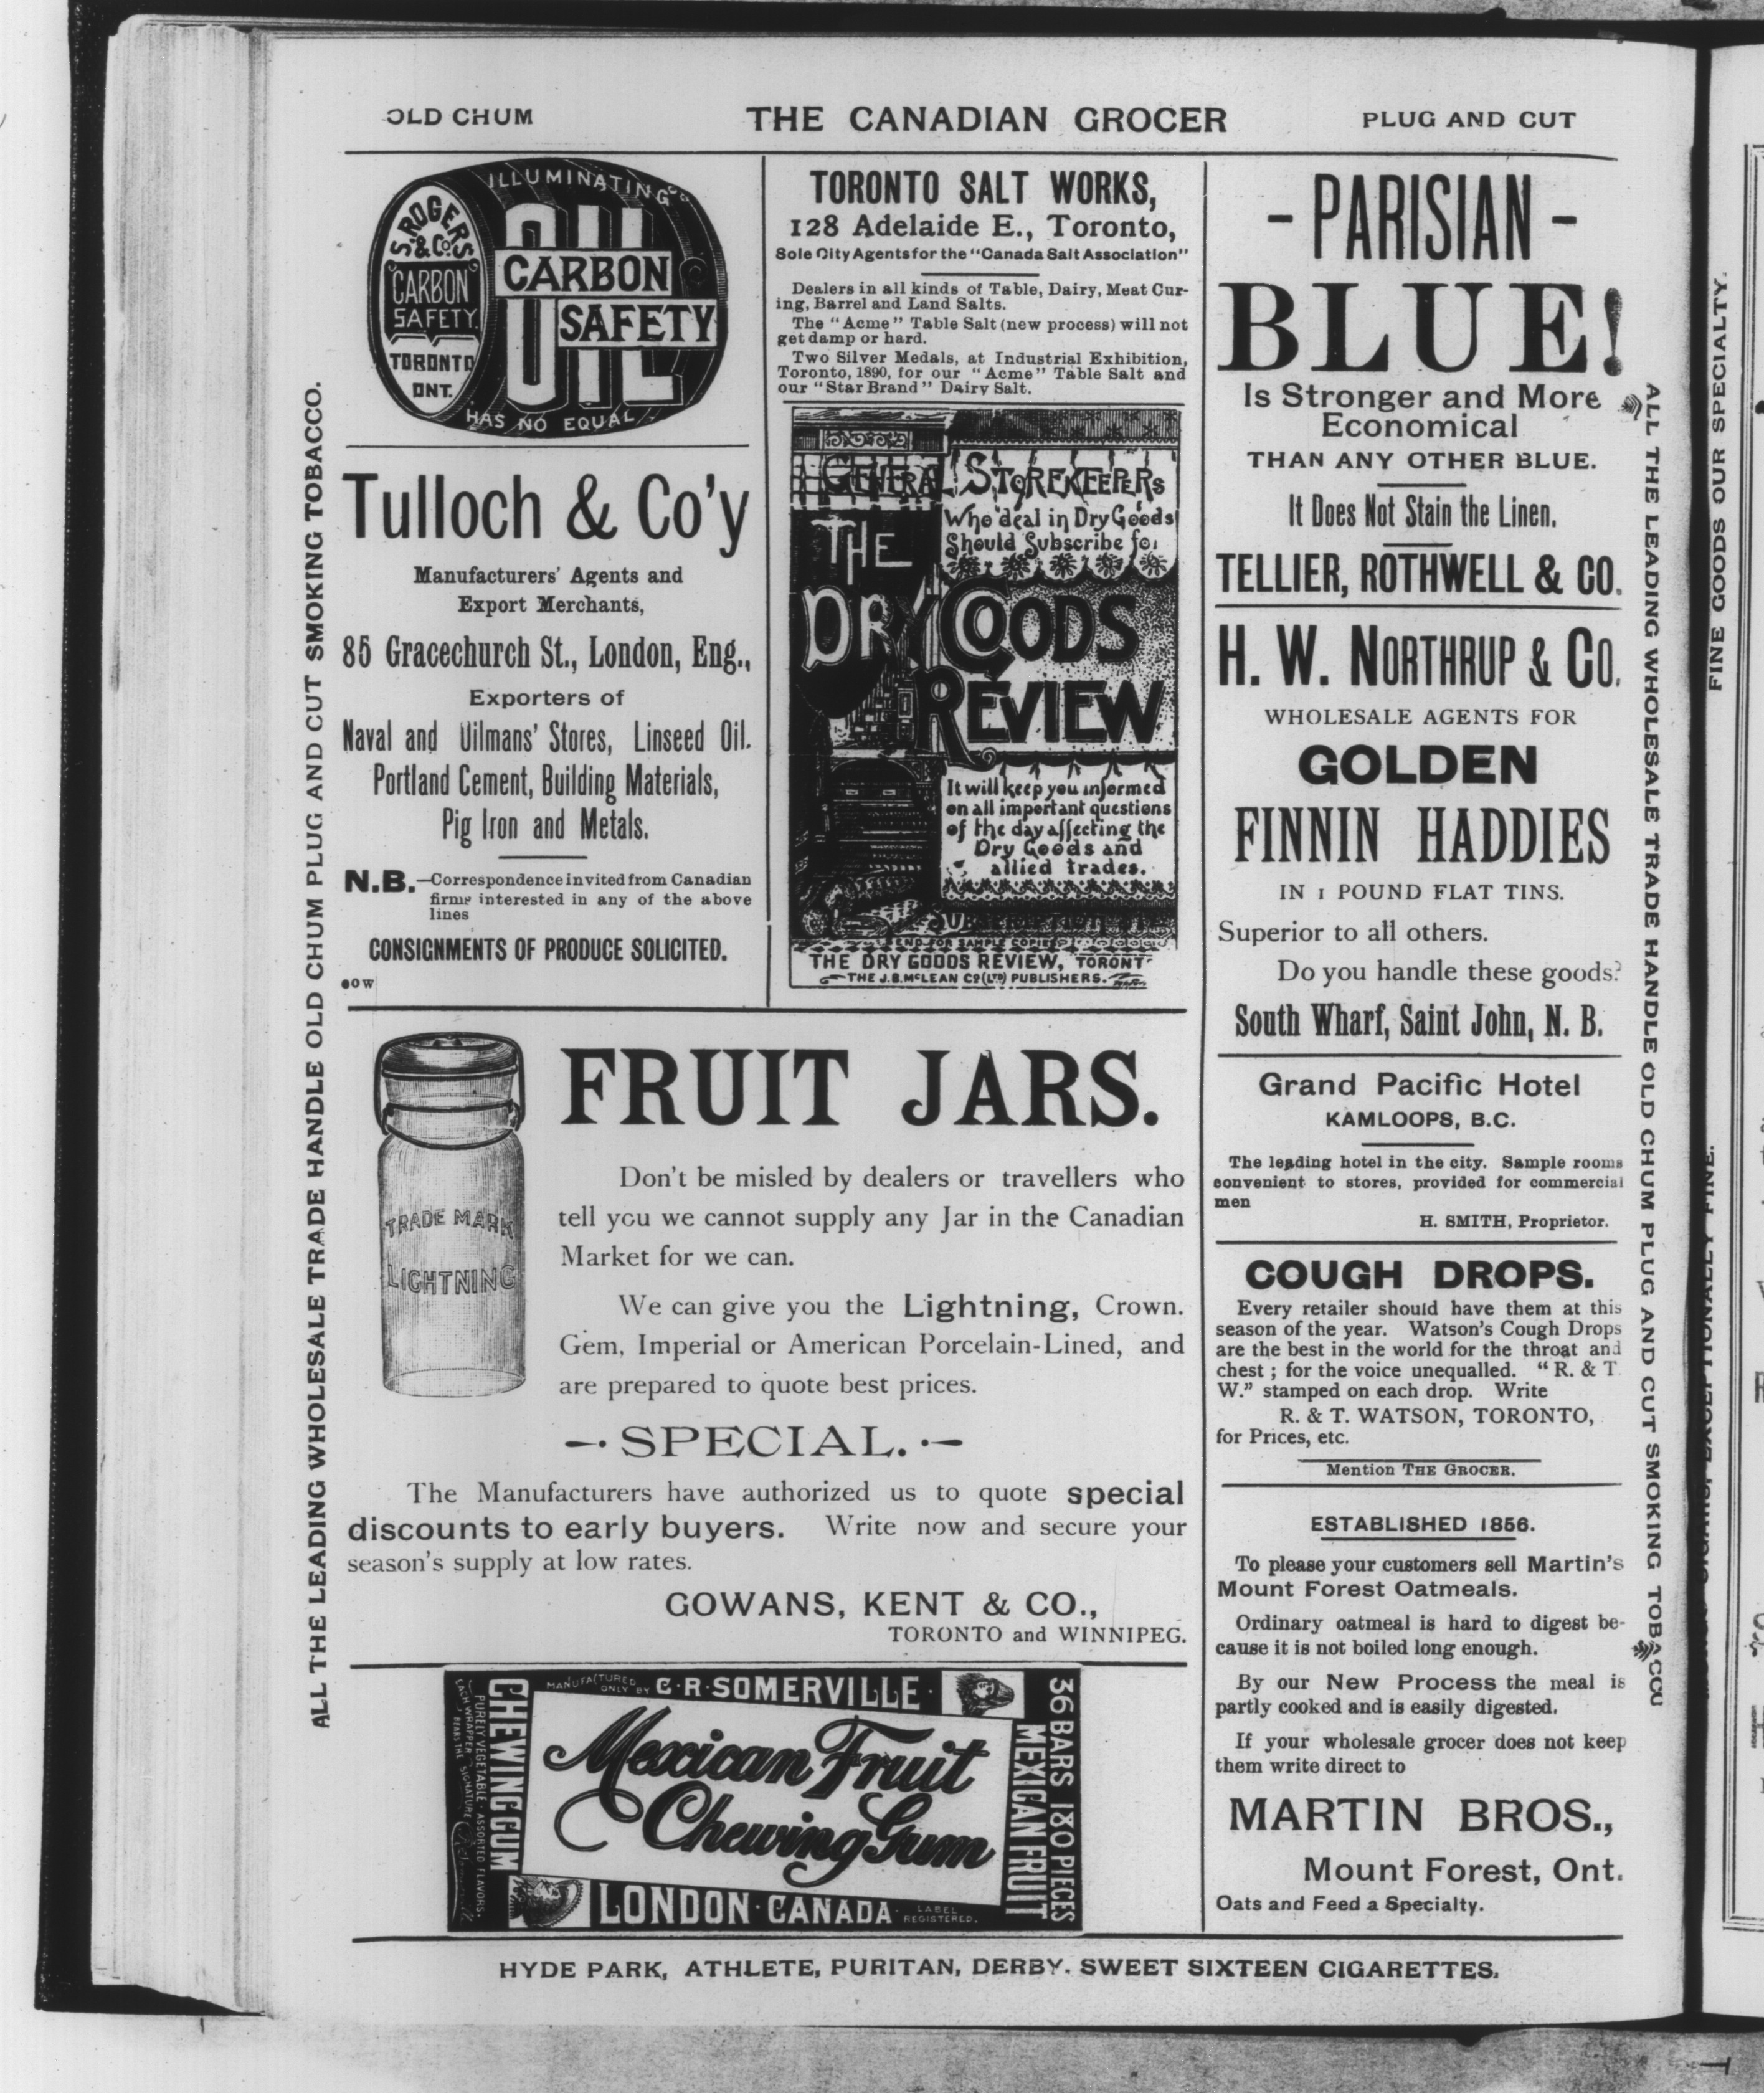 OLD CHUM
THE CANADIAN GROCER
PLUG AND CUT
ALL THE LEADING WHOLESALE TRADE HANDLE OLD CHUM PLUG AND CUT SMOKING TOBACCO.
ILLUMINATING
S. ROGERS
& CO.'S
CARBON
SAFETY
TORONTO
ONT.
OIL
CARBON
SAFETY
HAS NO EQUAL
Tulloch & Co'y
Manufacturers' Agents and
Export Merchants,
85 Gracechurch St., London, Eng.,
Exporters of
Naval and Oilmans' Stores, Linseed Oil.
Portland Cement, Building Materials,
Pig Iron and Metals.
N.B.—Correspondence invited from Canadian
firms interested in any of the above
lines
CONSIGNMENTS OF PRODUCE SOLICITED.
eow
TORONTO SALT WORKS,
128 Adelaide E., Toronto,
Sole City Agents for the "Canada Salt Association"
Dealers in all kinds of Table, Dairy, Meat Cur-
ing, Barrel and Land Salts.
The "Acme" Table Salt (new process) will not
get damp or hard.
Two Silver Medals, at Industrial Exhibition,
Toronto, 1890, for our "Acme" Table Salt and
our "Star Brand" Dairy Salt.
GENERAL STOREKEEPERS
Who deal in Dry Goods
Should Subscribe for
THE
DRY GOODS
REVIEW
It will keep you informed
on all important questions
of the day affecting the
Dry Goods and
allied trades.
SEND FOR SAMPLE COPIES
THE DRY GOODS REVIEW, TORONT
THE J.B. McLEAN CO (LTD) PUBLISHERS.
FRUIT JARS.
TRADE MARK
LIGHTNING
Don't be misled by dealers or travellers who
tell you we cannot supply any Jar in the Canadian
Market for we can.
We can give you the Lightning, Crown.
Gem, Imperial or American Porcelain-Lined, and
are prepared to quote best prices.
SPECIAL.
The Manufacturers have authorized us to quote special
discounts to early buyers. Write now and secure your
season's supply at low rates.
GOWANS, KENT & CO.,
TORONTO and WINNIPEG.
MANUFACTURED
ONLY BY
C·R·SOMERVILLE·
CHEWING GUM
PURELY VEGETABLE · ASSORTED FLAVORS.
EACH WRAPPER BEARS THE SIGNATURE
Mexican Fruit
Chewing Gum
MEXICAN FRUIT
36 BARS 180 PIECES
LONDON·CANADA·
LABEL
REGISTERED.
- PARISIAN -
BLUE!
Is Stronger and More
Economical
THAN ANY OTHER BLUE.
It Does Not Stain the Linen.
TELLIER, ROTHWELL & CO.
H. W. NORTHRUP & CO.
WHOLESALE AGENTS FOR
GOLDEN
FINNIN HADDIES
IN 1 POUND FLAT TINS.
Superior to all others.
Do you handle these goods?
South Wharf, Saint John, N. B.
Grand Pacific Hotel
KAMLOOPS, B.C.
The leading hotel in the city. Sample rooms
convenient to stores, provided for commercial
men
H. SMITH, Proprietor.
COUGH DROPS.
Every retailer should have them at this
season of the year. Watson's Cough Drops
are the best in the world for the throat and
chest; for the voice unequalled. "R. & T
W." stamped on each drop. Write
R. & T. WATSON, TORONTO,
for Prices, etc.
Mention THE GROCER.
ESTABLISHED 1856.
To please your customers sell Martin's
Mount Forest Oatmeals.
Ordinary oatmeal is hard to digest be-
cause it is not boiled long enough.
By our New Process the meal is
partly cooked and is easily digested.
If your wholesale grocer does not keep
them write direct to
MARTIN BROS.,
Mount Forest, Ont.
Oats and Feed a Specialty.
ALL THE LEADING WHOLESALE TRADE HANDLE OLD CHUM PLUG AND CUT SMOKING TOBACCO
HYDE PARK, ATHLETE, PURITAN, DERBY. SWEET SIXTEEN CIGARETTES.
FINE GOODS OUR SPECIALTY.
EXCEPTIONALLY FINE.